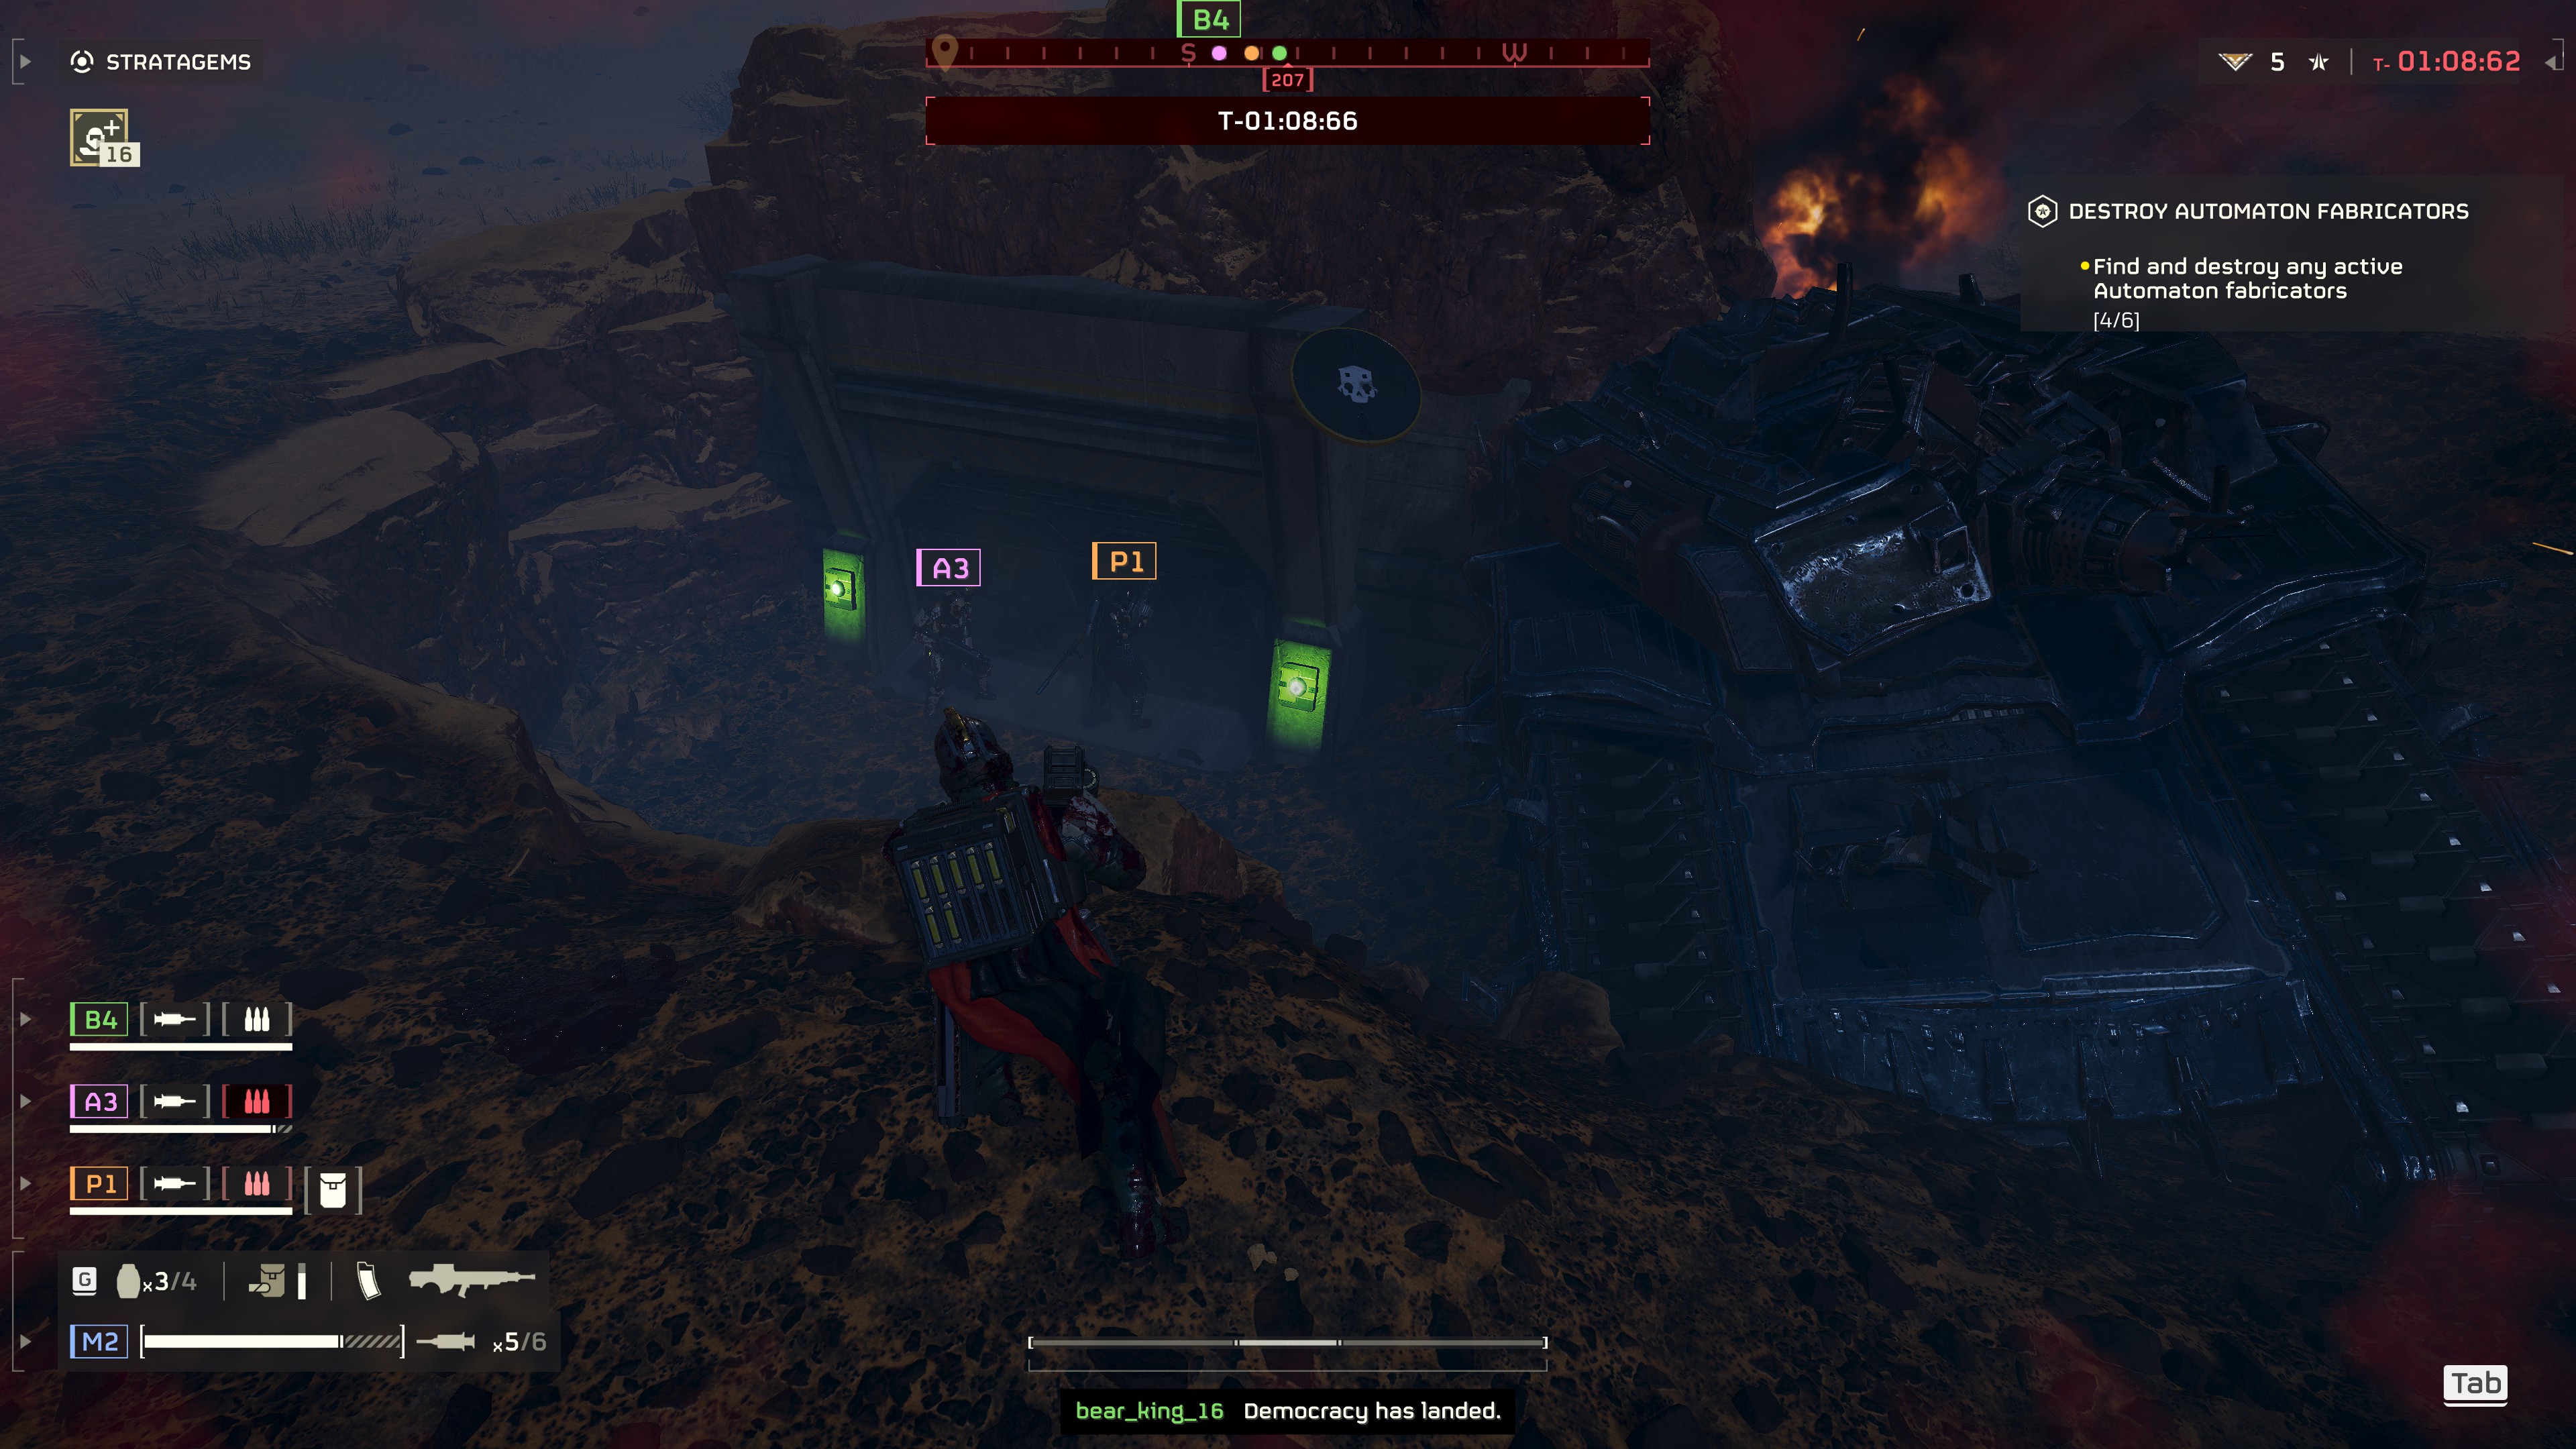 B4
STRATAGEMS
S
W
5
T- 01:08:62
[207]
T-01:08:66
16
DESTROY AUTOMATON FABRICATORS
Find and destroy any active
Automaton fabricators
[4/6]
A3
P1
B4
A3
P1
G x3/4
M2 x5/6
Tab
bear_king_16 Democracy has landed.